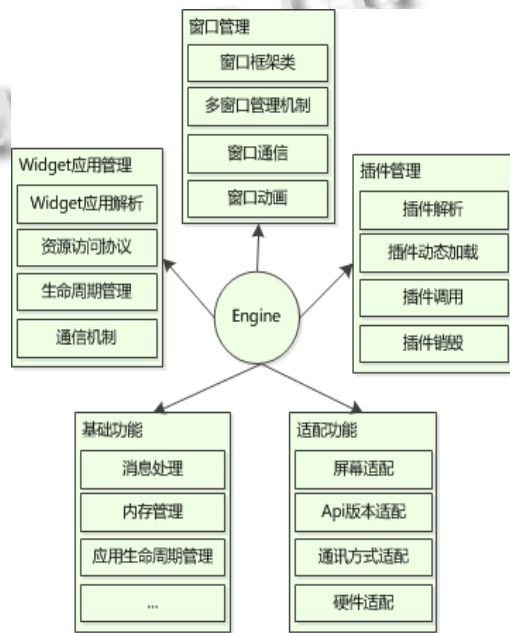 窗口管理
窗口框架类
多窗口管理机制
窗口通信
窗口动画
Widget应用管理
Widget应用解析
资源访问协议
生命周期管理
通信机制
插件管理
插件解析
插件动态加载
插件调用
插件销毁
Engine
基础功能
消息处理
内存管理
应用生命周期管理
...
适配功能
屏幕适配
Api版本适配
通讯方式适配
硬件适配